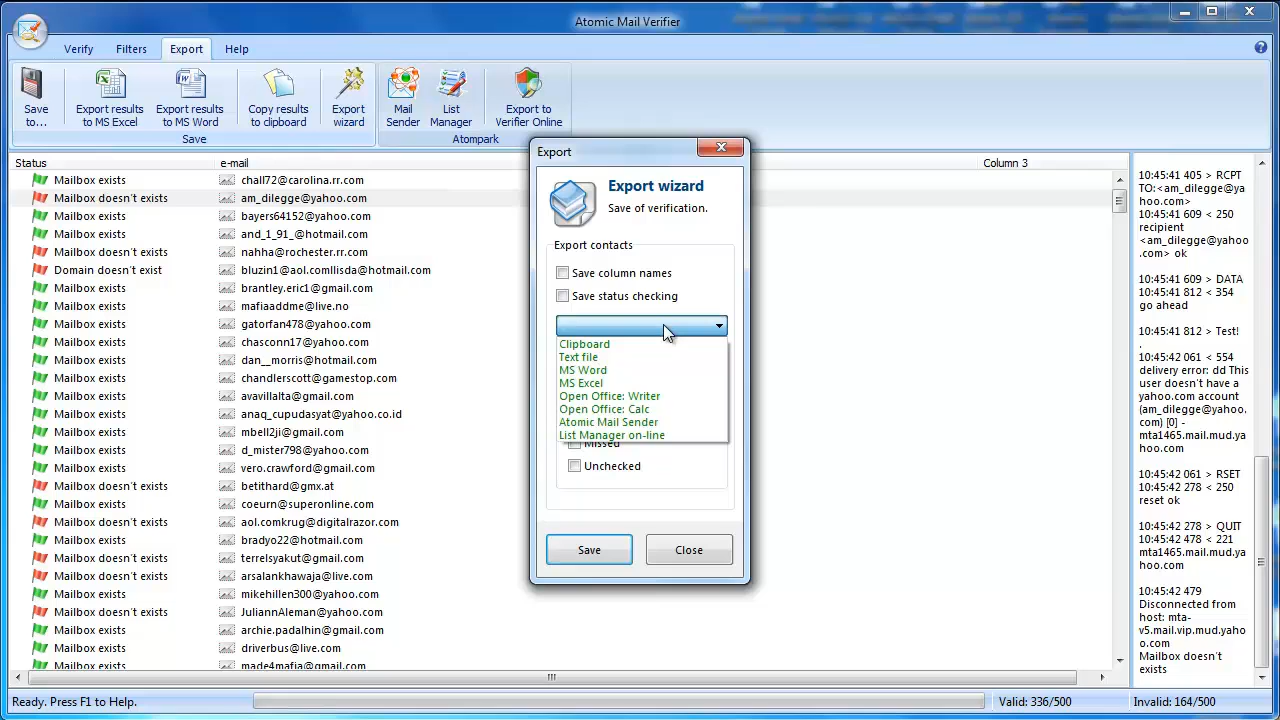 Atomic Mail Verifier
Verify
Filters
Export
Help
Save
to...
Export results
to MS Excel
Export results
to MS Word
Copy results
to clipboard
Export
wizard
Save
Mail
Sender
List
Manager
Export to
Verifier Online
Atompark
Status
e-mail
Column 3
Mailbox exists chall72@carolina.rr.com
Mailbox doesn't exists am_dilegge@yahoo.com
Mailbox exists bayers64152@yahoo.com
Mailbox exists and_1_91_@hotmail.com
Mailbox doesn't exists nahha@rochester.rr.com
Domain doesn't exist bluzin1@aol.comllisda@hotmail.com
Mailbox exists brantley.eric1@gmail.com
Mailbox exists mafiaaddme@live.no
Mailbox exists gatorfan478@yahoo.com
Mailbox exists chasconn17@yahoo.com
Mailbox exists dan__morris@hotmail.com
Mailbox exists chandlerscott@gamestop.com
Mailbox exists avavillalta@gmail.com
Mailbox exists anaq_cupudasyat@yahoo.co.id
Mailbox exists mbell2ji@gmail.com
Mailbox exists d_mister798@yahoo.com
Mailbox exists vero.crawford@gmail.com
Mailbox doesn't exists betithard@gmx.at
Mailbox exists coeurn@superonline.com
Mailbox doesn't exists aol.comkrug@digitalrazor.com
Mailbox exists bradyo22@hotmail.com
Mailbox doesn't exists terrelsyakut@gmail.com
Mailbox doesn't exists arsalankhawaja@live.com
Mailbox exists mikehillen300@yahoo.com
Mailbox doesn't exists JuliannAleman@yahoo.com
Mailbox exists archie.padalhin@gmail.com
Mailbox exists driverbus@live.com
Mailbox exists made4mafia@gmail.com
Export
Export wizard
Save of verification.
Export contacts
Save column names
Save status checking
Clipboard
Text file
MS Word
MS Excel
Open Office: Writer
Open Office: Calc
Atomic Mail Sender
List Manager on-line
Missed
Unchecked
Save
Close
10:45:41 405 > RCPT
TO:<am_dilegge@ya
hoo.com>
10:45:41 609 < 250
recipient
<am_dilegge@yahoo
.com> ok
10:45:41 609 > DATA
10:45:41 812 < 354
go ahead
10:45:41 812 > Test!
.
10:45:42 061 < 554
delivery error: dd This
user doesn't have a
yahoo.com account
(am_dilegge@yahoo.
com) [0] -
mta1465.mail.mud.ya
hoo.com
10:45:42 061 > RSET
10:45:42 278 < 250
reset ok
10:45:42 278 > QUIT
10:45:42 478 < 221
mta1465.mail.mud.ya
hoo.com
10:45:42 479
Disconnected from
host: mta-
v5.mail.vip.mud.yaho
o.com
Mailbox doesn't
exists
Ready. Press F1 to Help.
Valid: 336/500
Invalid: 164/500